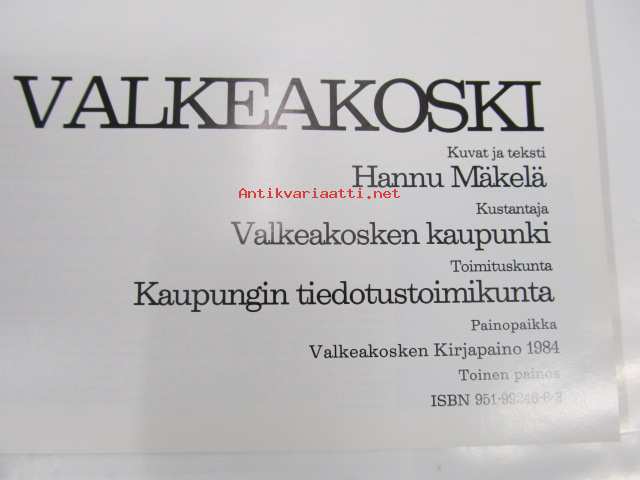 VALKEAKOSKI
Kuvat ja teksti
Hannu Mäkelä
Antikvariaatti.net
Kustantaja
Valkeakosken kaupunki
Toimituskunta
Kaupungin tiedotustoimikunta
Painopaikka
Valkeakosken Kirjapaino 1984
Toinen painos
ISBN